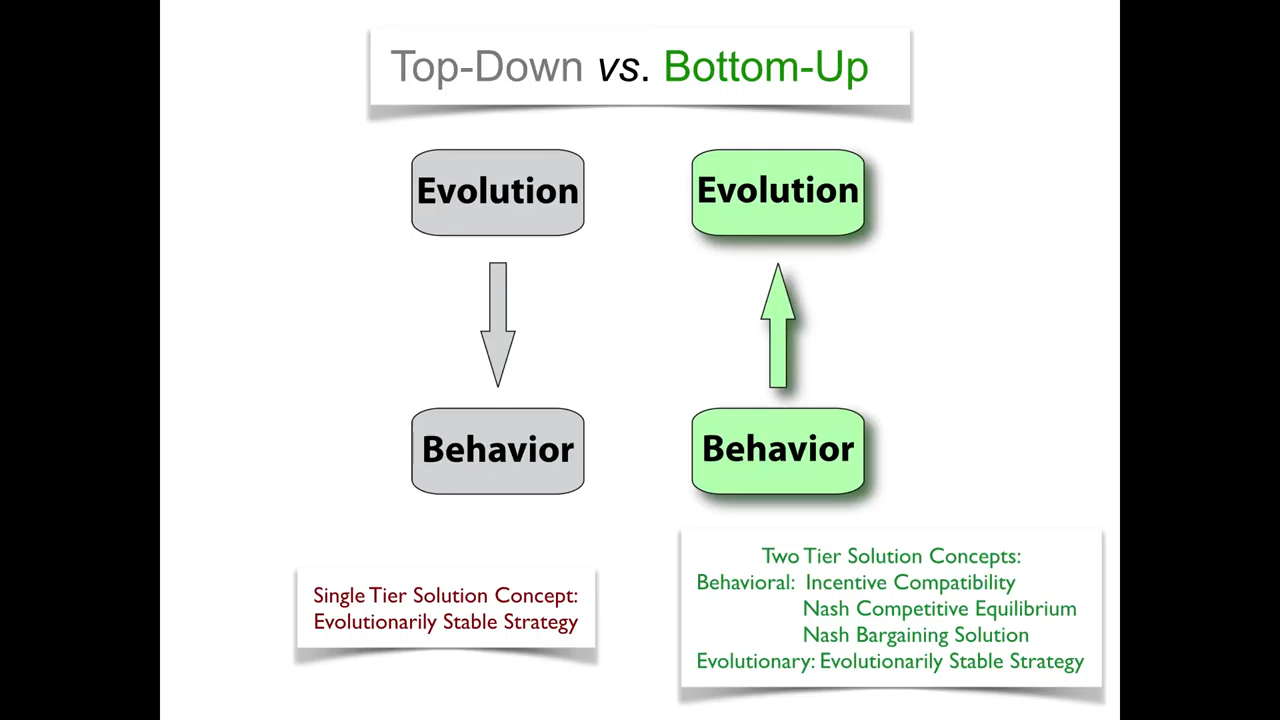 Top-Down vs. Bottom-Up
Evolution
Behavior
Single Tier Solution Concept:
Evolutionarily Stable Strategy
Evolution
Behavior
Two Tier Solution Concepts:
Behavioral: Incentive Compatibility
Nash Competitive Equilibrium
Nash Bargaining Solution
Evolutionary: Evolutionarily Stable Strategy